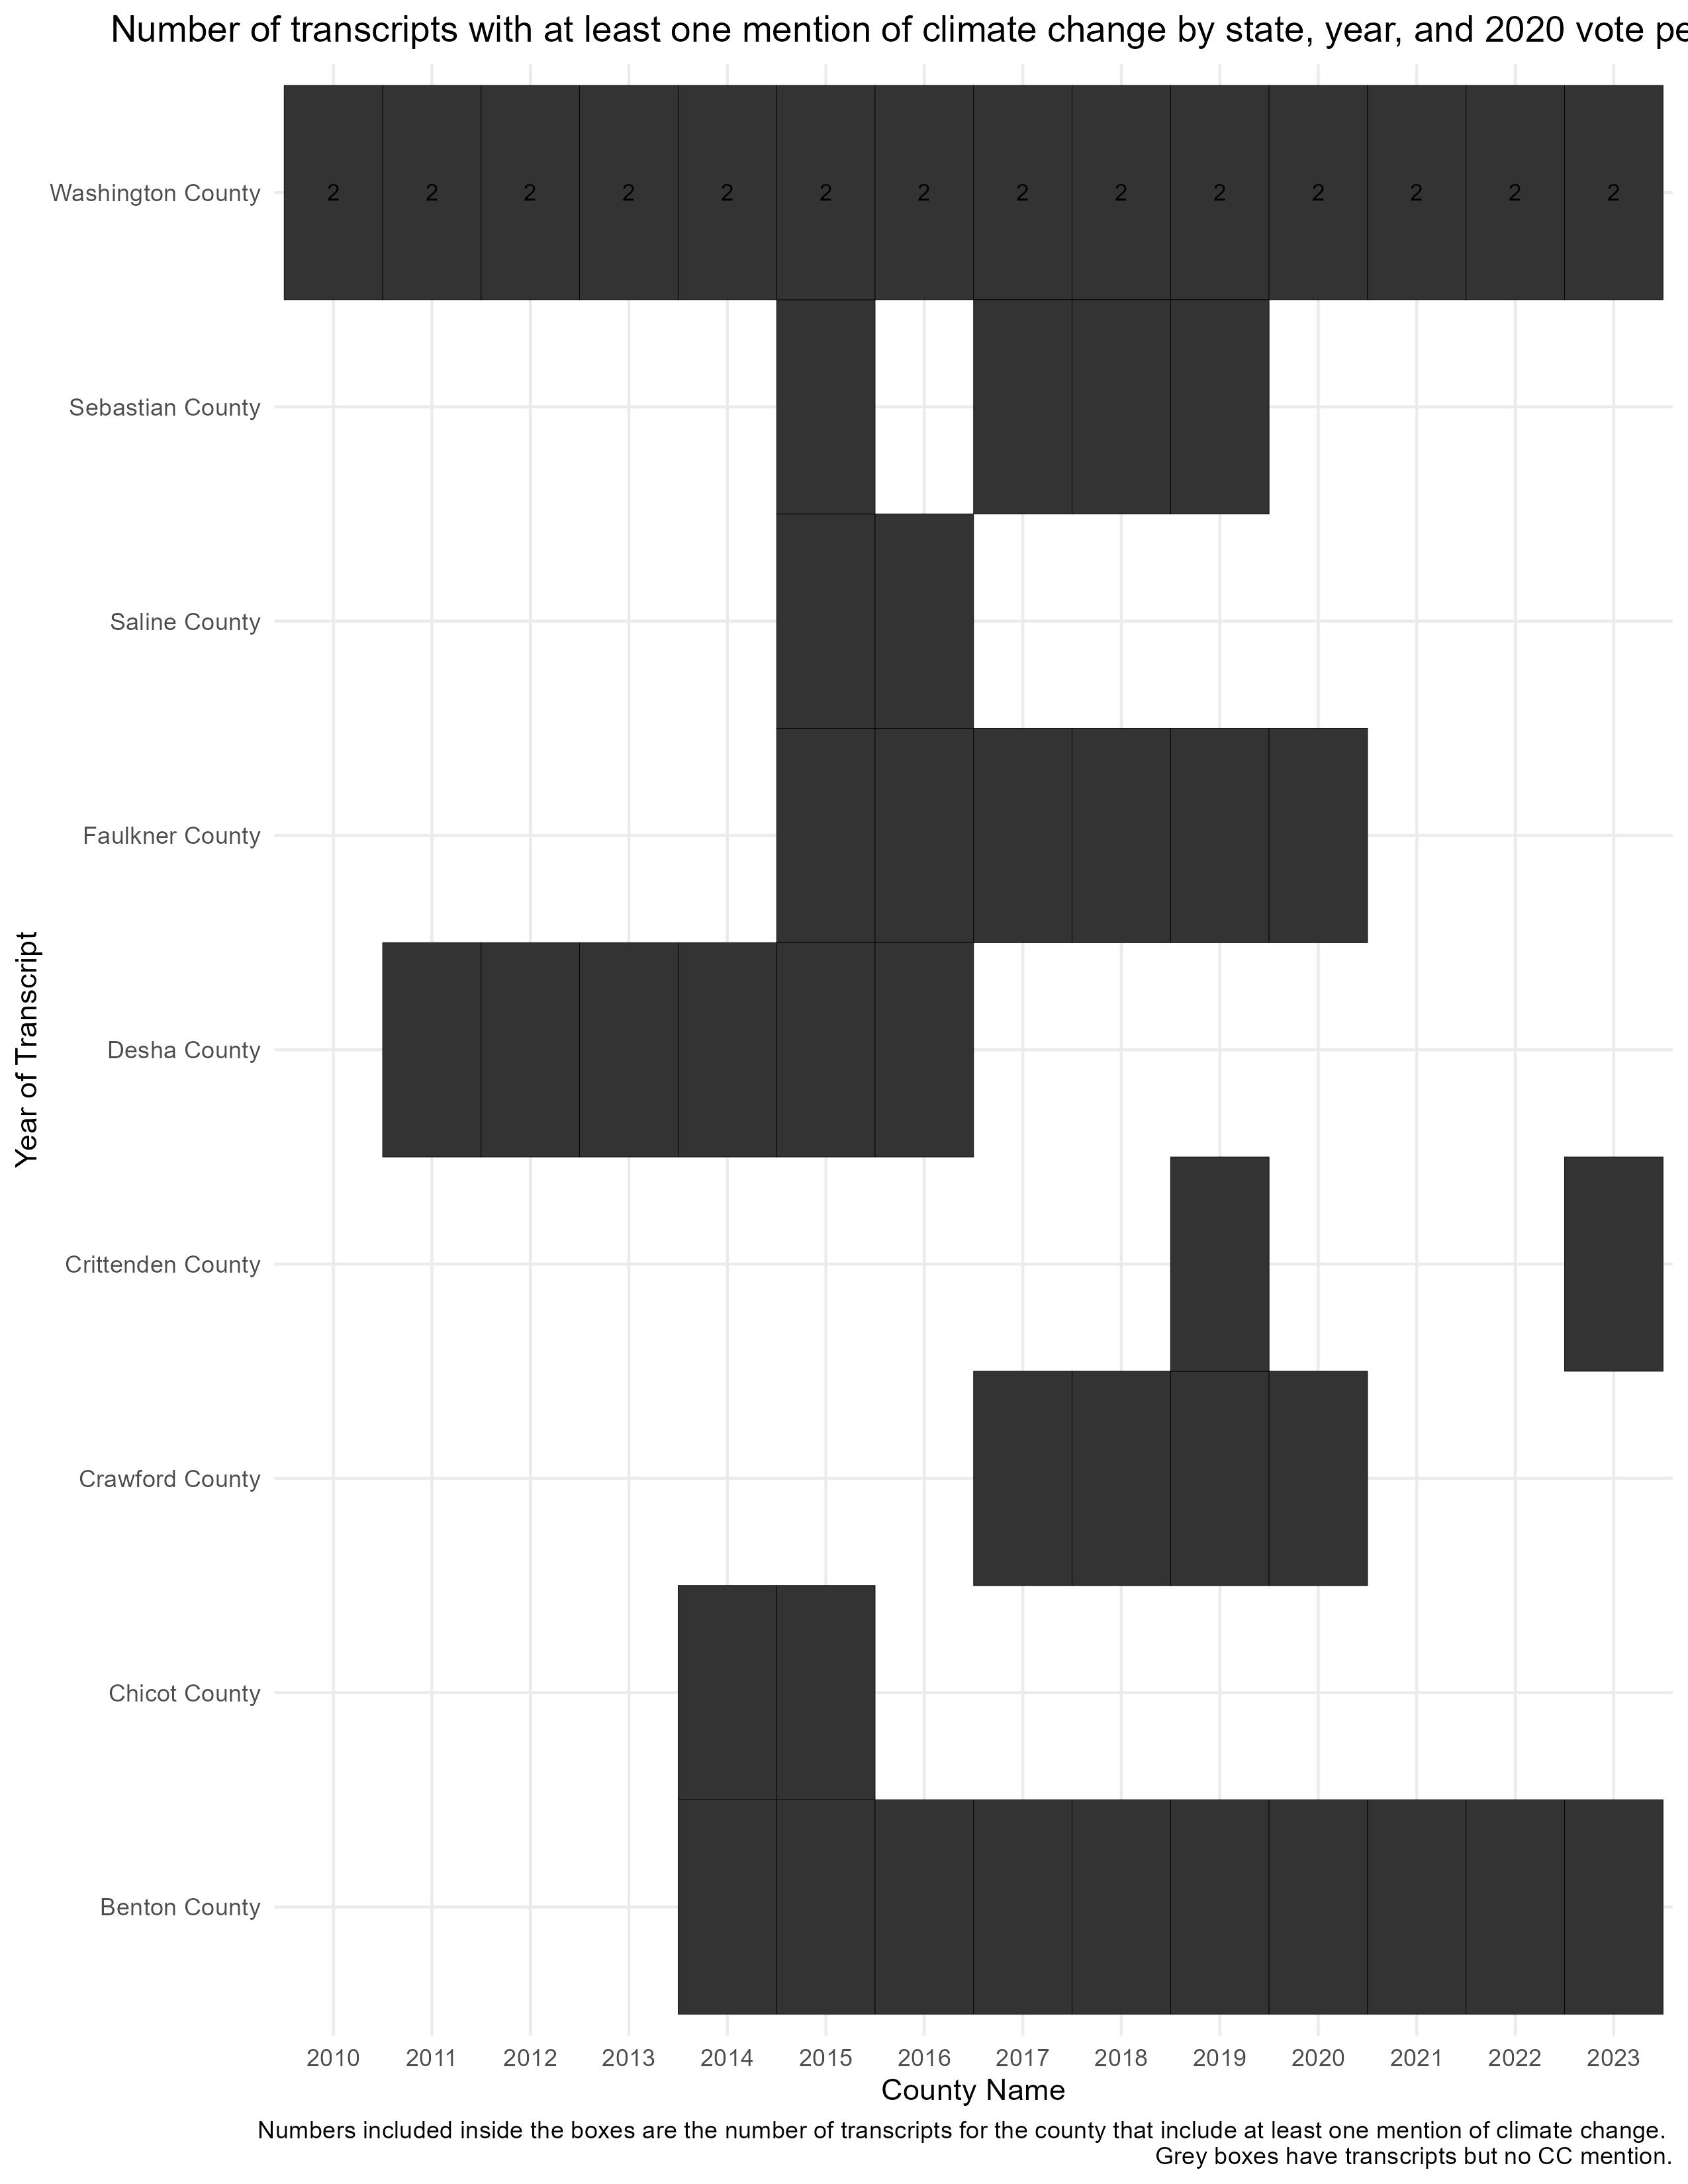 Number of transcripts with at least one mention of climate change by state, year, and 2020 vote pe
Washington County
2 2 2 2 2 2 2 2 2 2 2 2 2 2
Sebastian County
Saline County
Faulkner County
Year of Transcript
Desha County
Crittenden County
Crawford County
Chicot County
Benton County
2010 2011 2012 2013 2014 2015 2016 2017 2018 2019 2020 2021 2022 2023
County Name
Numbers included inside the boxes are the number of transcripts for the county that include at least one mention of climate change.
Grey boxes have transcripts but no CC mention.